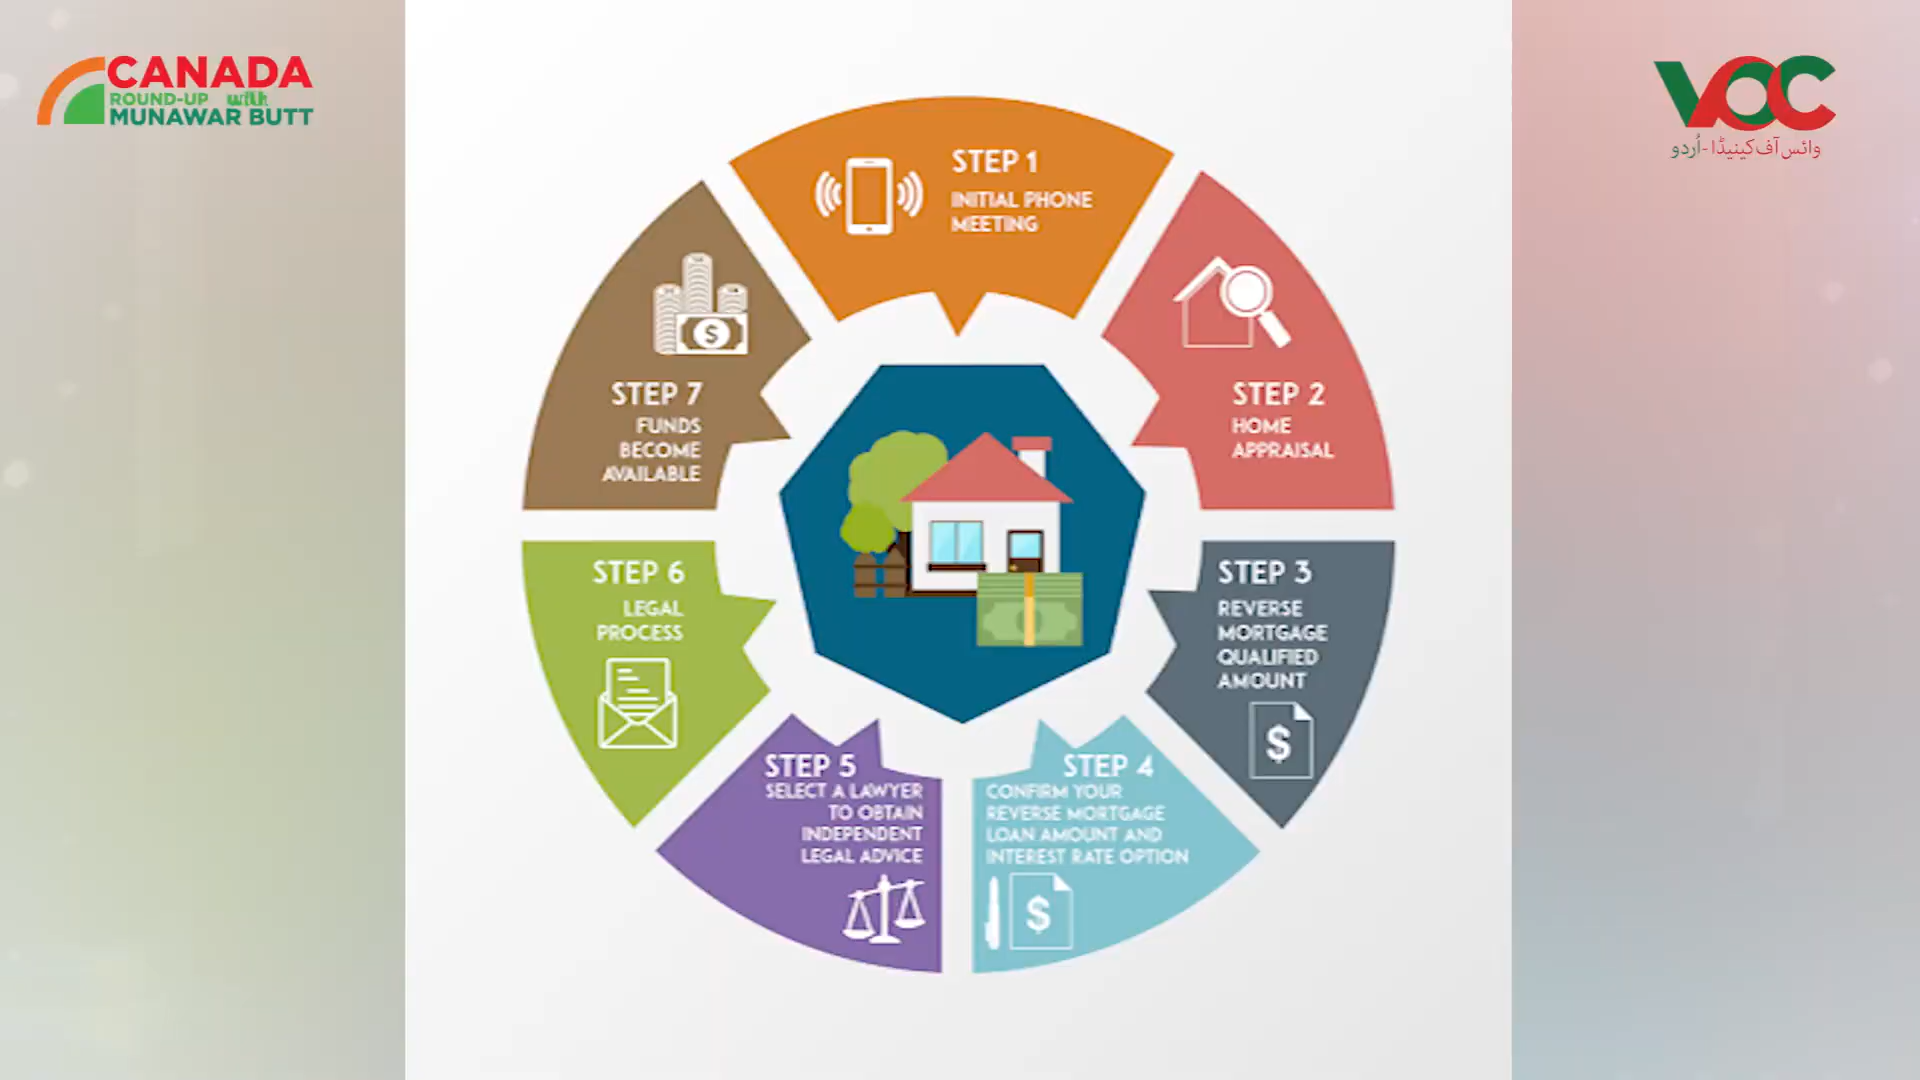 CANADA
ROUND-UP with
MUNAWAR BUTT
VOC
وائس آف کینیڈا - اُردو
STEP 1
INITIAL PHONE
MEETING
STEP 2
HOME
APPRAISAL
STEP 3
REVERSE
MORTGAGE
QUALIFIED
AMOUNT
$
STEP 4
CONFIRM YOUR
REVERSE MORTGAGE
LOAN AMOUNT AND
INTEREST RATE OPTION
$
STEP 5
SELECT A LAWYER
TO OBTAIN
INDEPENDENT
LEGAL ADVICE
STEP 6
LEGAL
PROCESS
STEP 7
FUNDS
BECOME
AVAILABLE
$